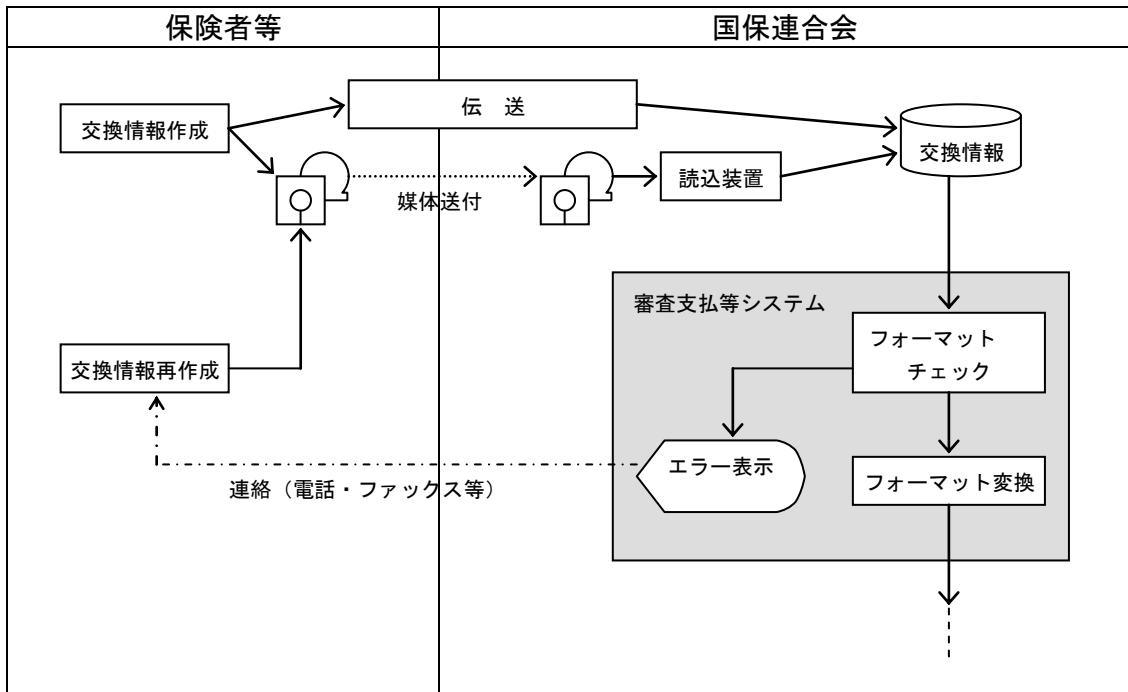 保険者等
国保連合会
伝　送
交換情報作成
交換情報
読込装置
媒体送付
審査支払等システム
フォーマット
チェック
交換情報再作成
エラー表示
フォーマット変換
連絡（電話・ファックス等）